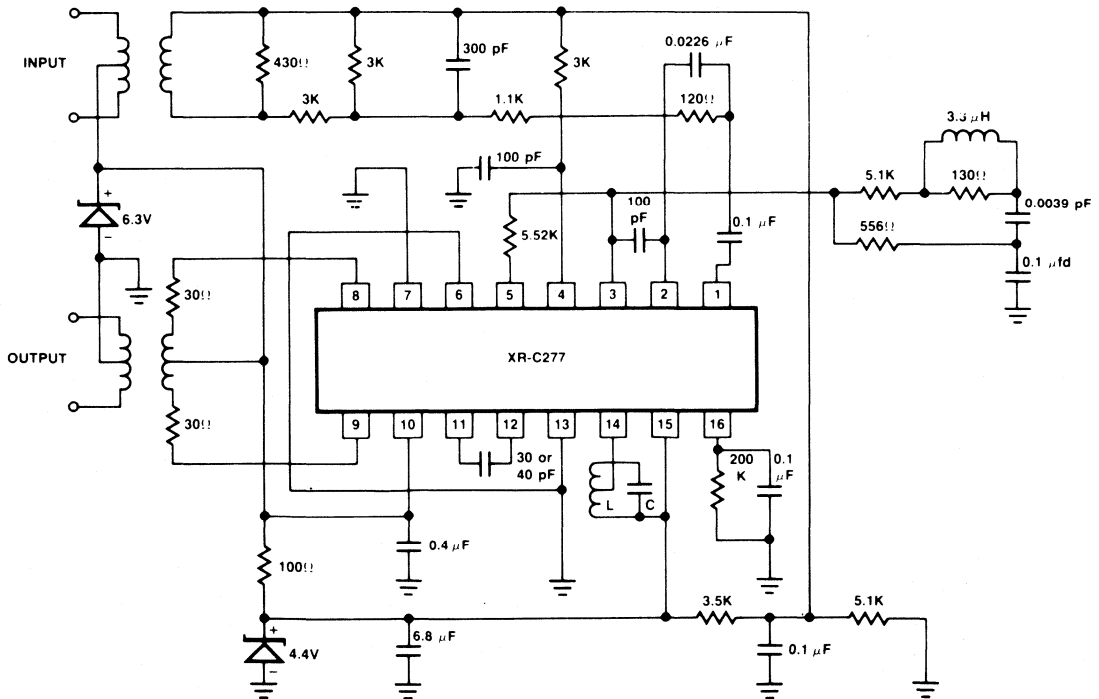 INPUT
430Ω
3K
3K
300 pF
1.1K
3K
0.0226 μF
120Ω
3.3 μH
5.1K
130Ω
0.0039 pF
556Ω
0.1 μfd
100 pF
+
6.3V
−
5.52K
100
pF
0.1 μF
30Ω
8
7
6
5
4
3
2
1
XR-C277
OUTPUT
30Ω
9
10
11
12
13
14
15
16
30 or
40 pF
L
C
200
K
0.1
μF
0.4 μF
100Ω
3.5K
5.1K
+
4.4V
−
6.8 μF
0.1 μF